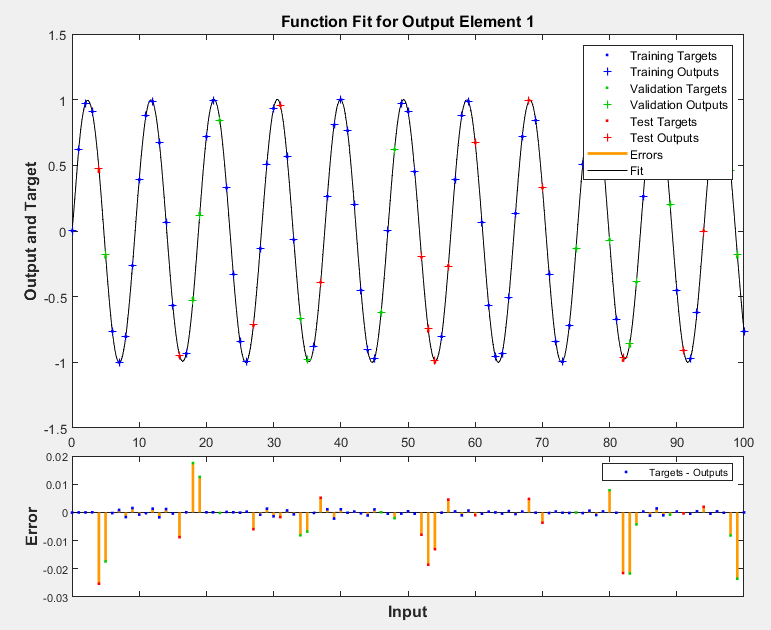 Function Fit for Output Element 1
1.5
1
0.5
0
-0.5
-1
-1.5
Output and Target
Training Targets
Training Outputs
Validation Targets
Validation Outputs
Test Targets
Test Outputs
Errors
Fit
0 10 20 30 40 50 60 70 80 90 100
0.02
0.01
0
-0.01
-0.02
-0.03
Error
Targets - Outputs
Input